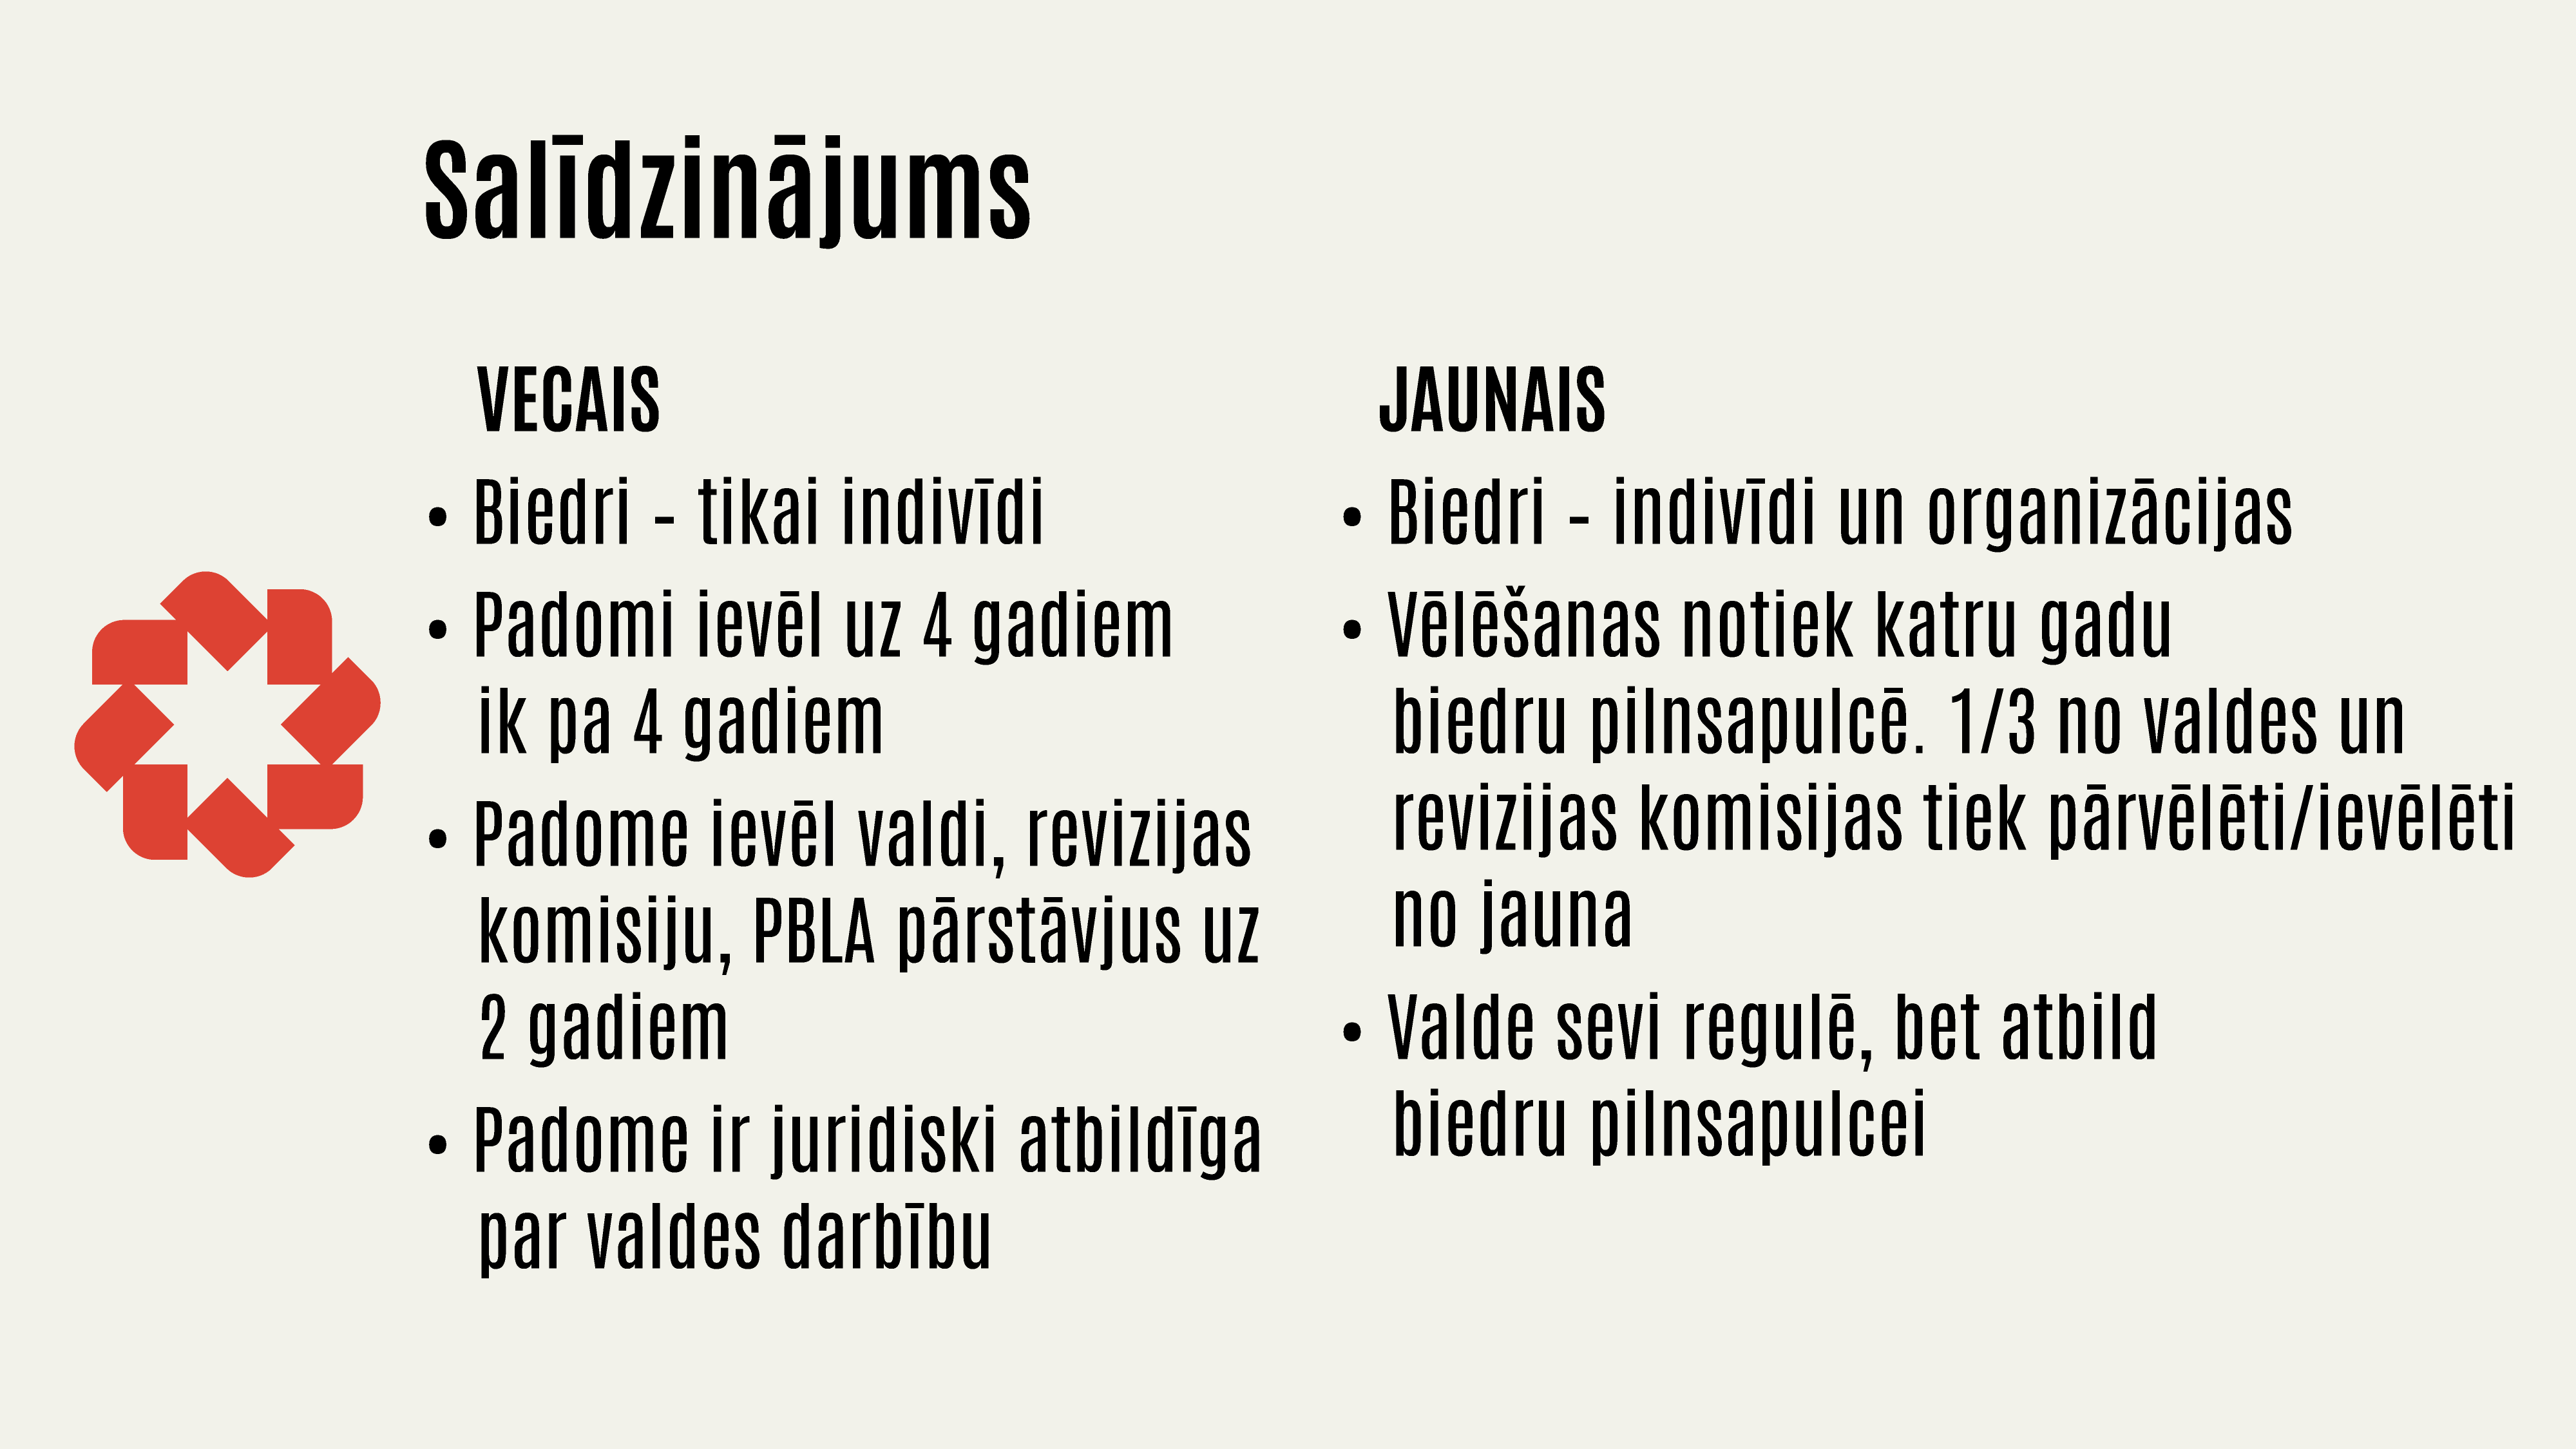 Salīdzinājums
VECAIS
• Biedri – tikai indivīdi
• Padomi ievēl uz 4 gadiem
ik pa 4 gadiem
• Padome ievēl valdi, revizijas
komisiju, PBLA pārstāvjus uz
2 gadiem
• Padome ir juridiski atbildīga
par valdes darbību
JAUNAIS
• Biedri – indivīdi un organizācijas
• Vēlēšanas notiek katru gadu
biedru pilnsapulcē. 1/3 no valdes un
revizijas komisijas tiek pārvēlēti/ievēlēti
no jauna
• Valde sevi regulē, bet atbild
biedru pilnsapulcei